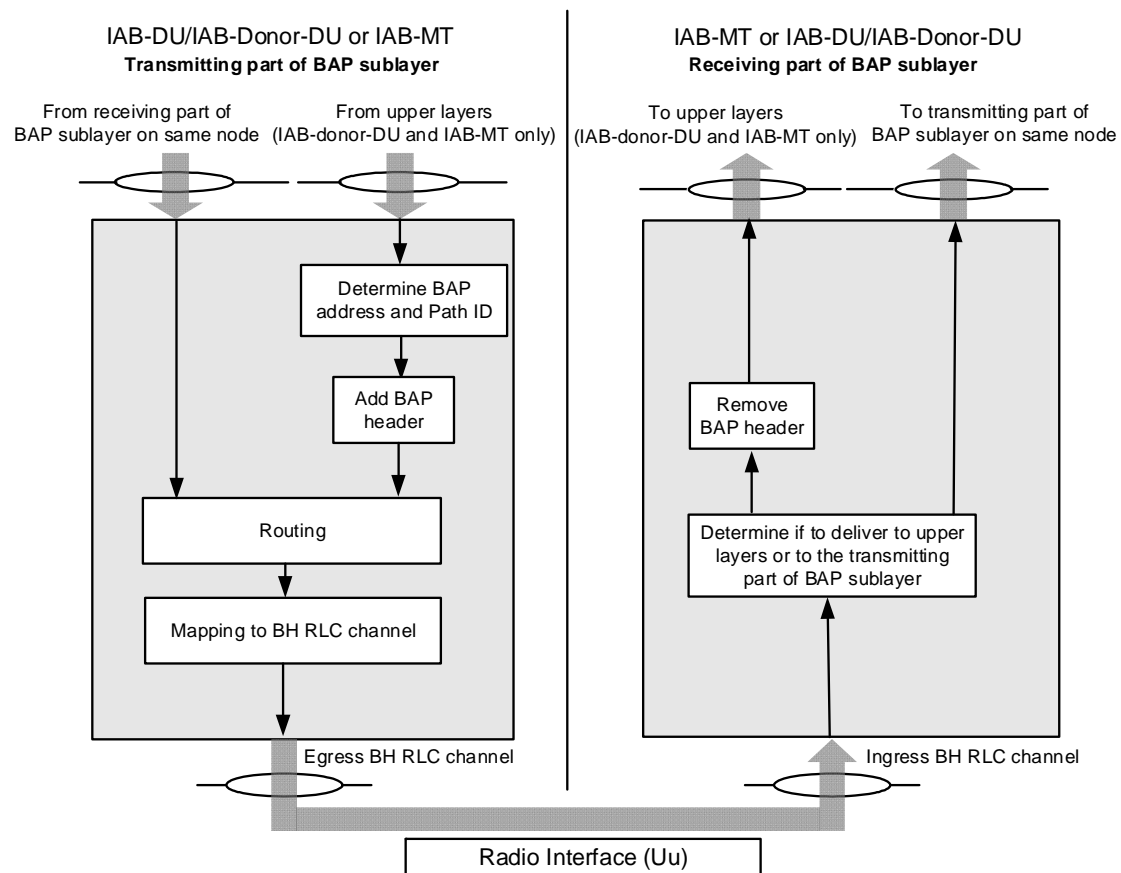 IAB-DU/IAB-Donor-DU or IAB-MT
Transmitting part of BAP sublayer
From receiving part of
BAP sublayer on same node
From upper layers
(IAB-donor-DU and IAB-MT only)
Determine BAP
address and Path ID
Add BAP
header
Routing
Mapping to BH RLC channel
Egress BH RLC channel
IAB-MT or IAB-DU/IAB-Donor-DU
Receiving part of BAP sublayer
To upper layers
(IAB-donor-DU and IAB-MT only)
To transmitting part of
BAP sublayer on same node
Remove
BAP header
Determine if to deliver to upper
layers or to the transmitting
part of BAP sublayer
Ingress BH RLC channel
Radio Interface (Uu)